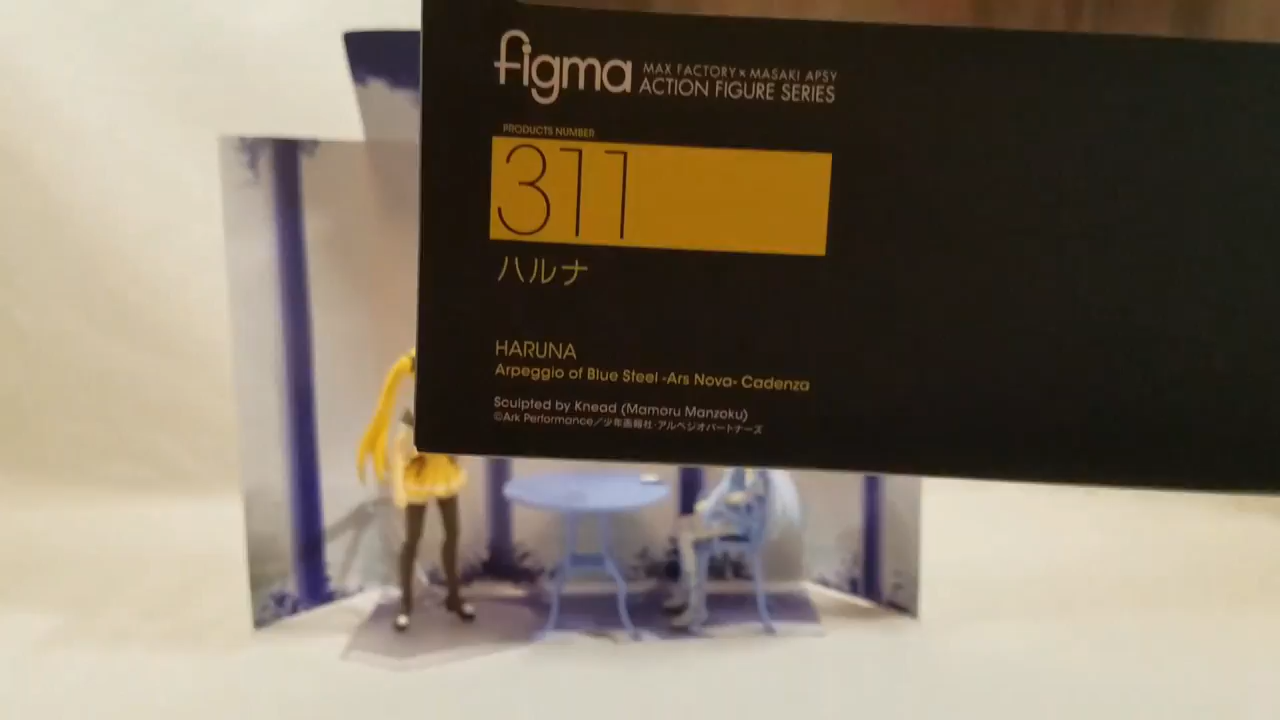 figma MAX FACTORY × MASAKI APSY
ACTION FIGURE SERIES
PRODUCTS NUMBER
311
ハルナ
HARUNA
Arpeggio of Blue Steel -Ars Nova- Cadenza
Sculpted by Knead (Mamoru Manzoku)
©Ark Performance／少年画報社・アルペジオパートナーズ